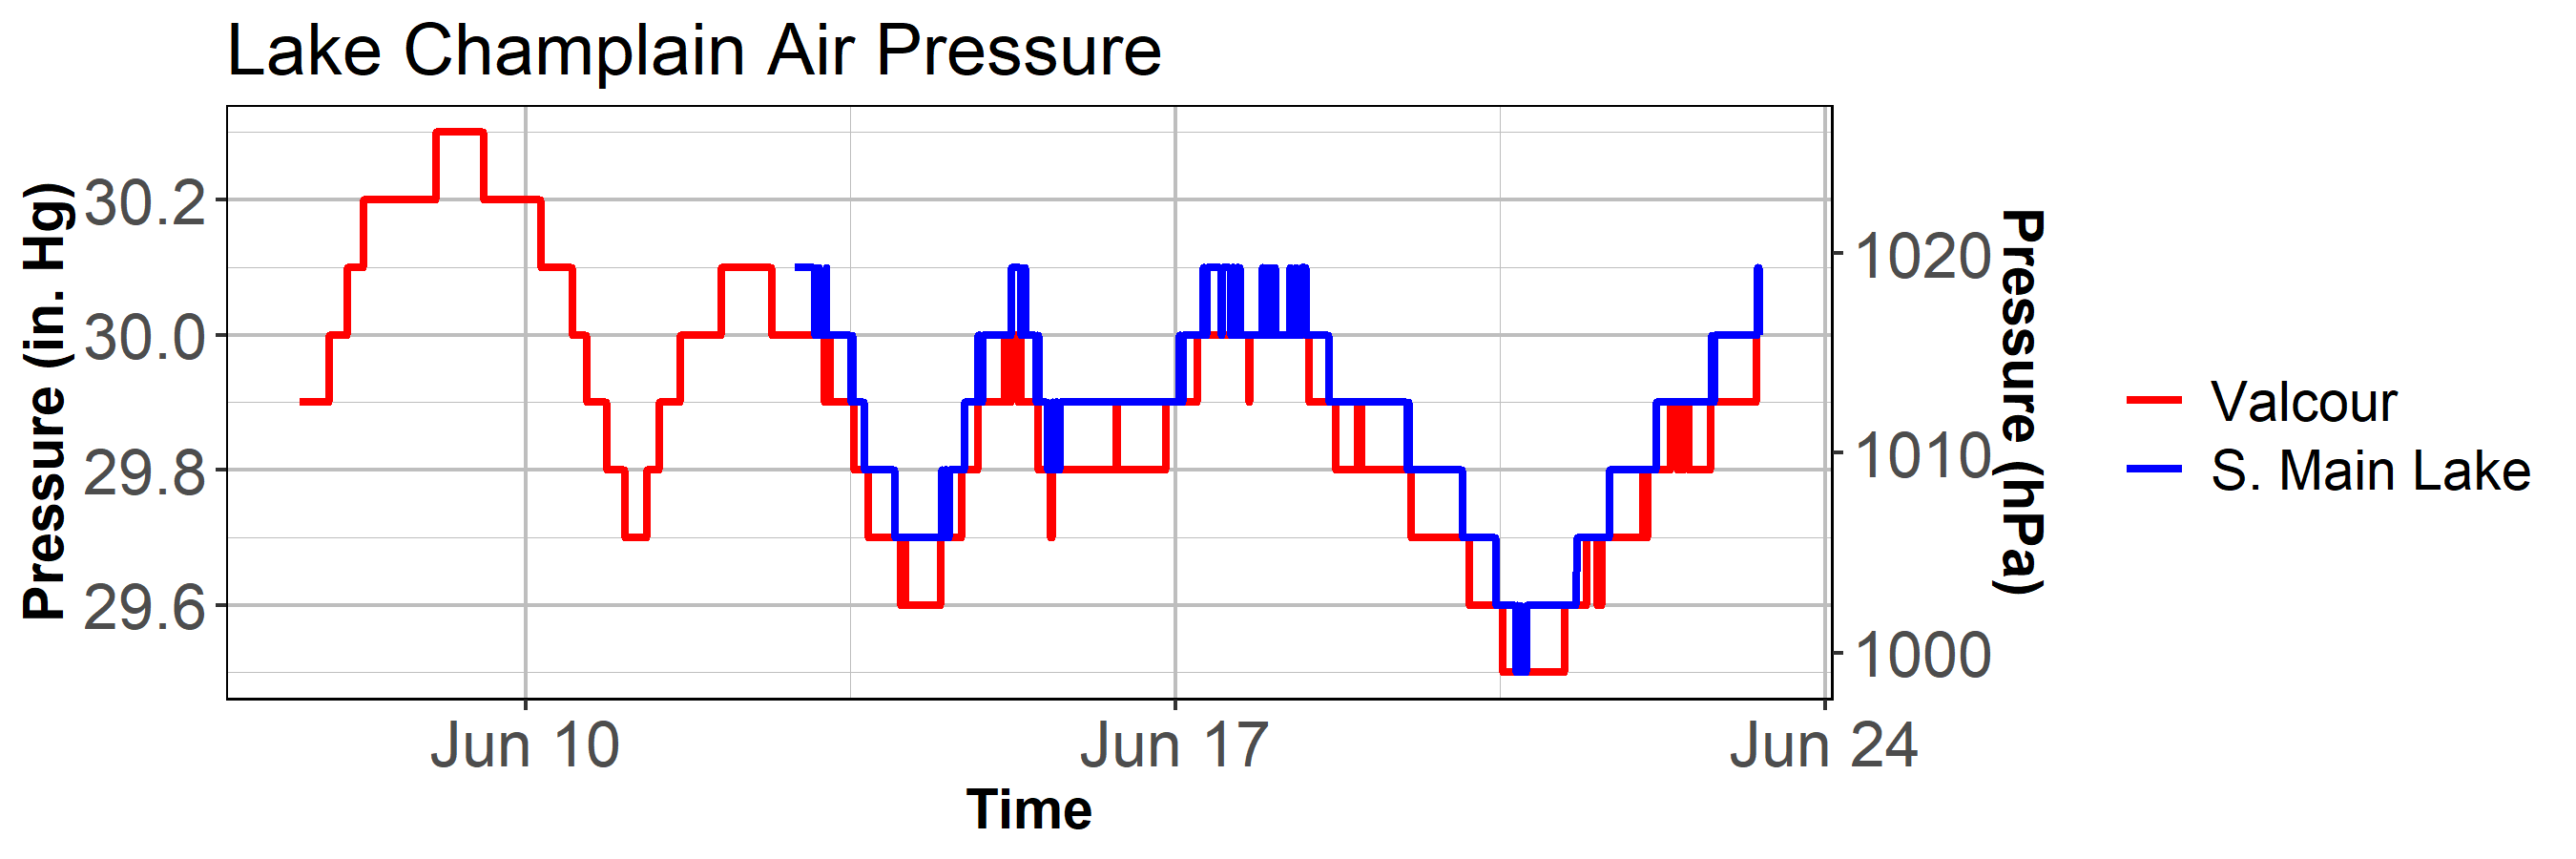 Lake Champlain Air Pressure
Pressure (in. Hg)
30.2
30.0
29.8
29.6
1020
1010
1000
Pressure (hPa)
Jun 10
Jun 17
Jun 24
Time
Valcour
S. Main Lake